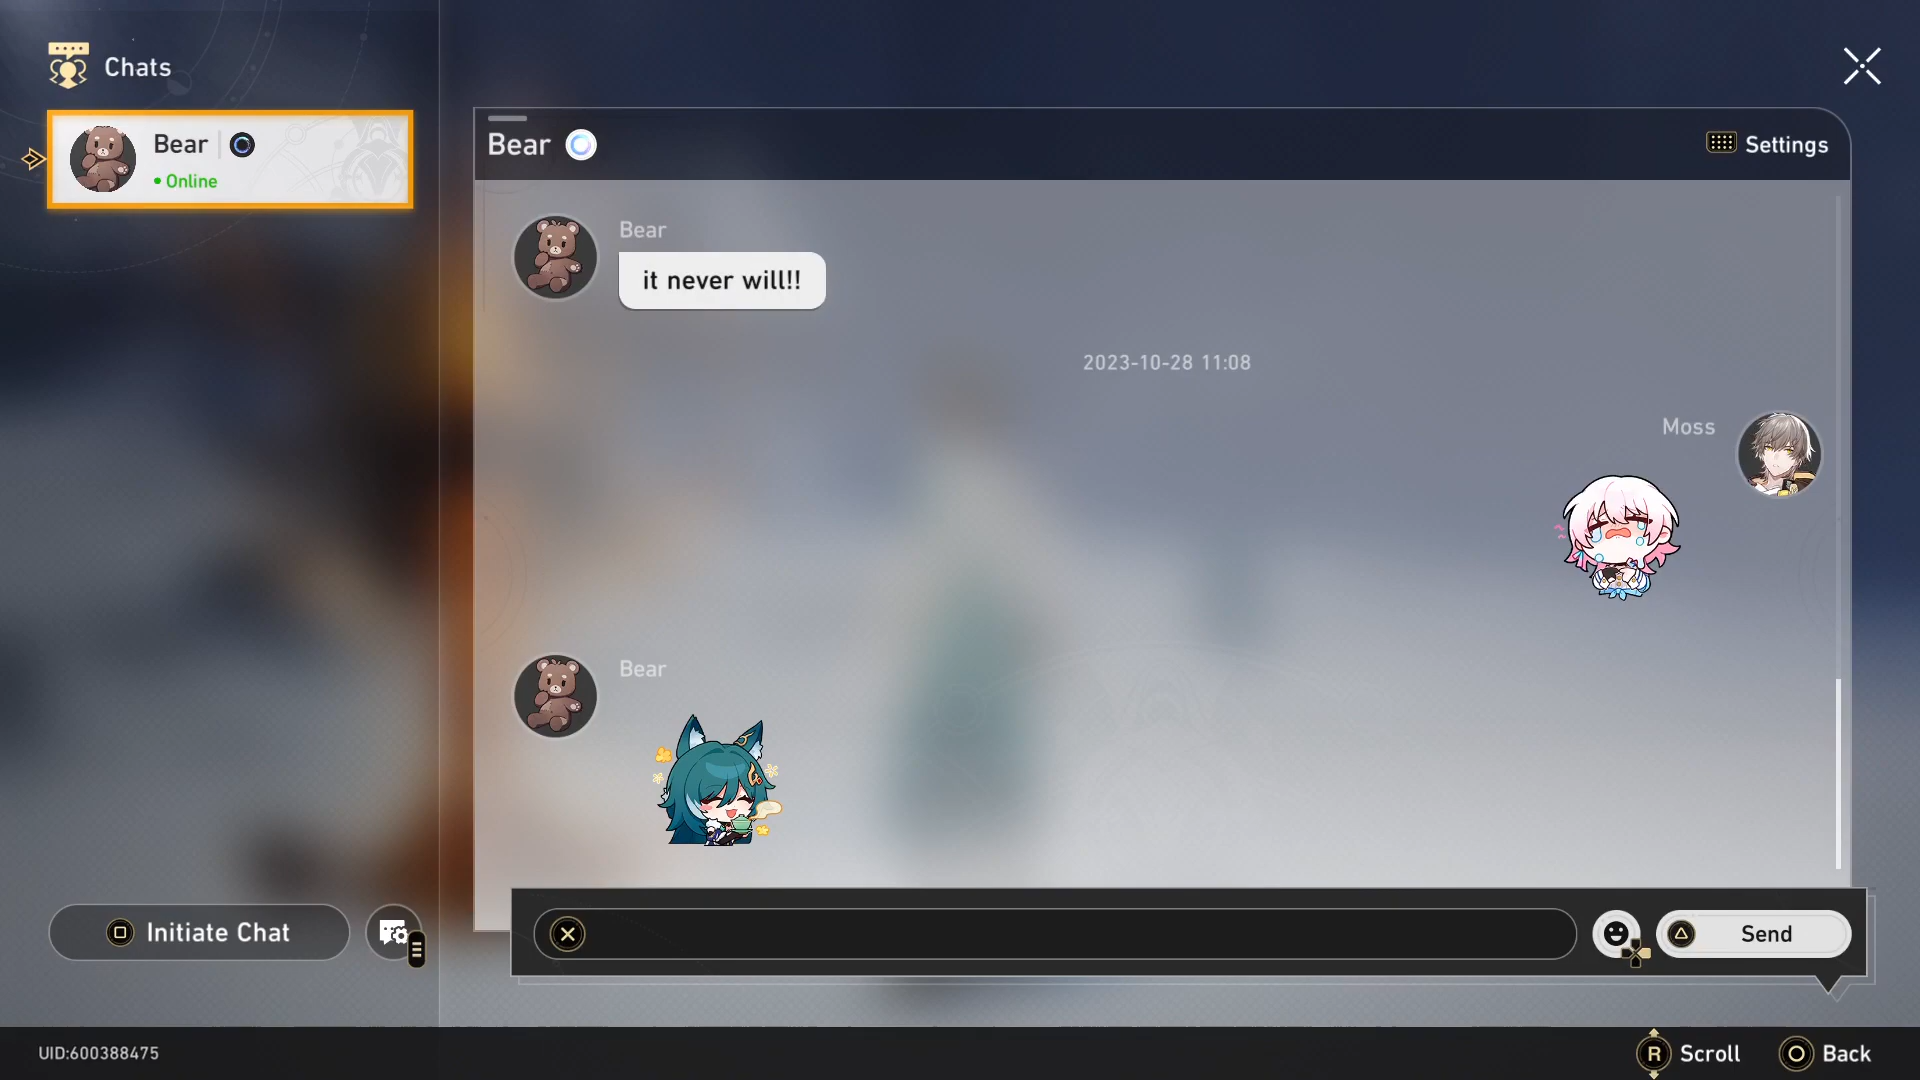 Chats
Bear
Online
Bear
Settings
Bear
it never will!!
2023-10-28 11:08
Moss
Bear
Initiate Chat
Send
UID:600388475
R Scroll
Back